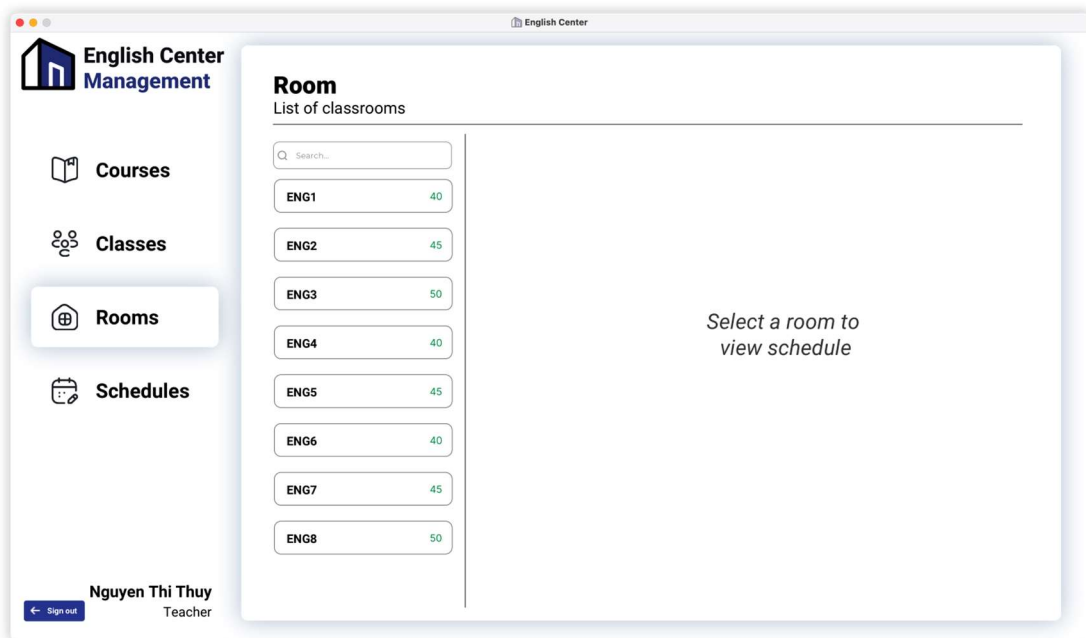 English Center
English Center
Management
Courses
Classes
Rooms
Schedules
Nguyen Thi Thuy
Teacher
Sign out
Room
List of classrooms
Search...
ENG1 40
ENG2 45
ENG3 50
ENG4 40
ENG5 45
ENG6 40
ENG7 45
ENG8 50
Select a room to
view schedule